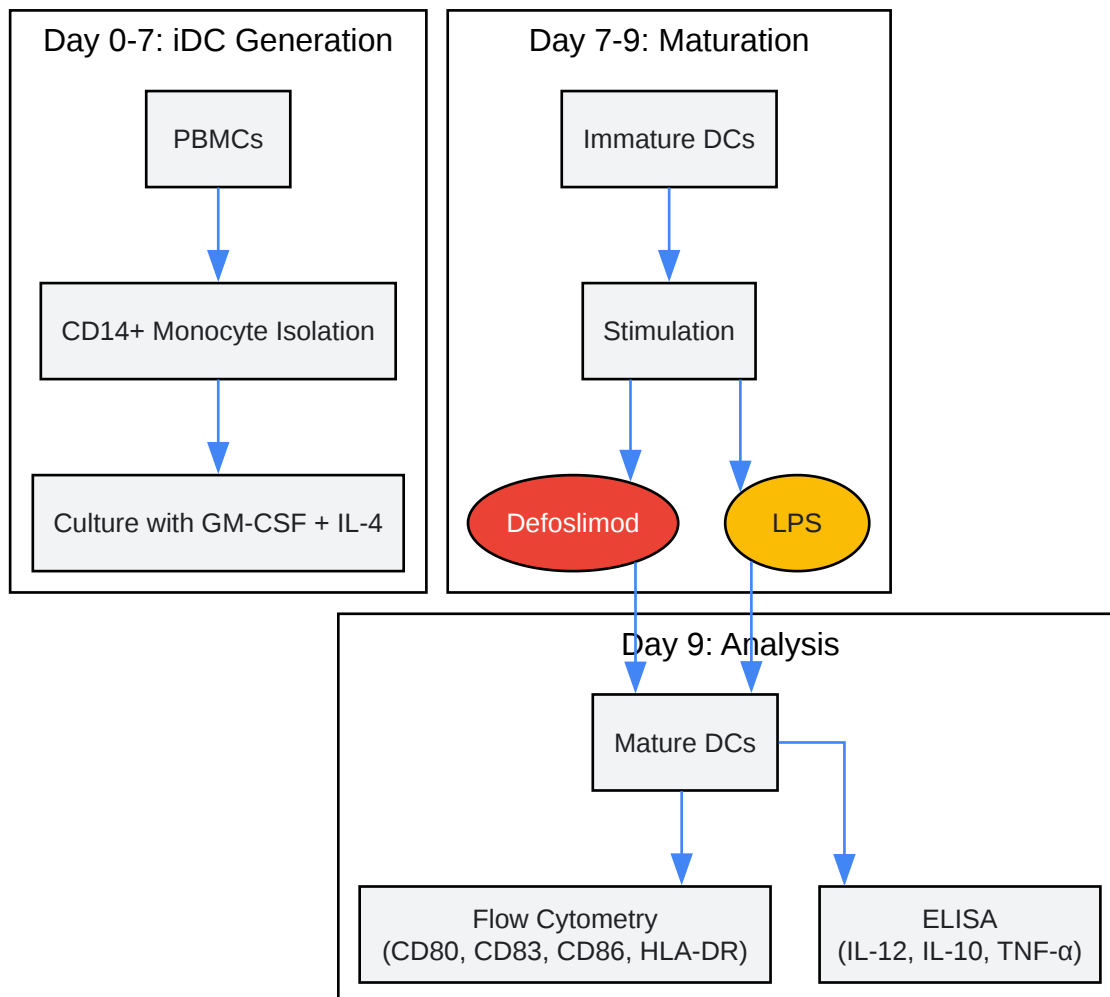 Day 0-7: iDC Generation
PBMCs
CD14+ Monocyte Isolation
Culture with GM-CSF + IL-4
Day 7-9: Maturation
Immature DCs
Stimulation
Defoslimod
LPS
Day 9: Analysis
Mature DCs
Flow Cytometry
(CD80, CD83, CD86, HLA-DR)
ELISA
(IL-12, IL-10, TNF-α)